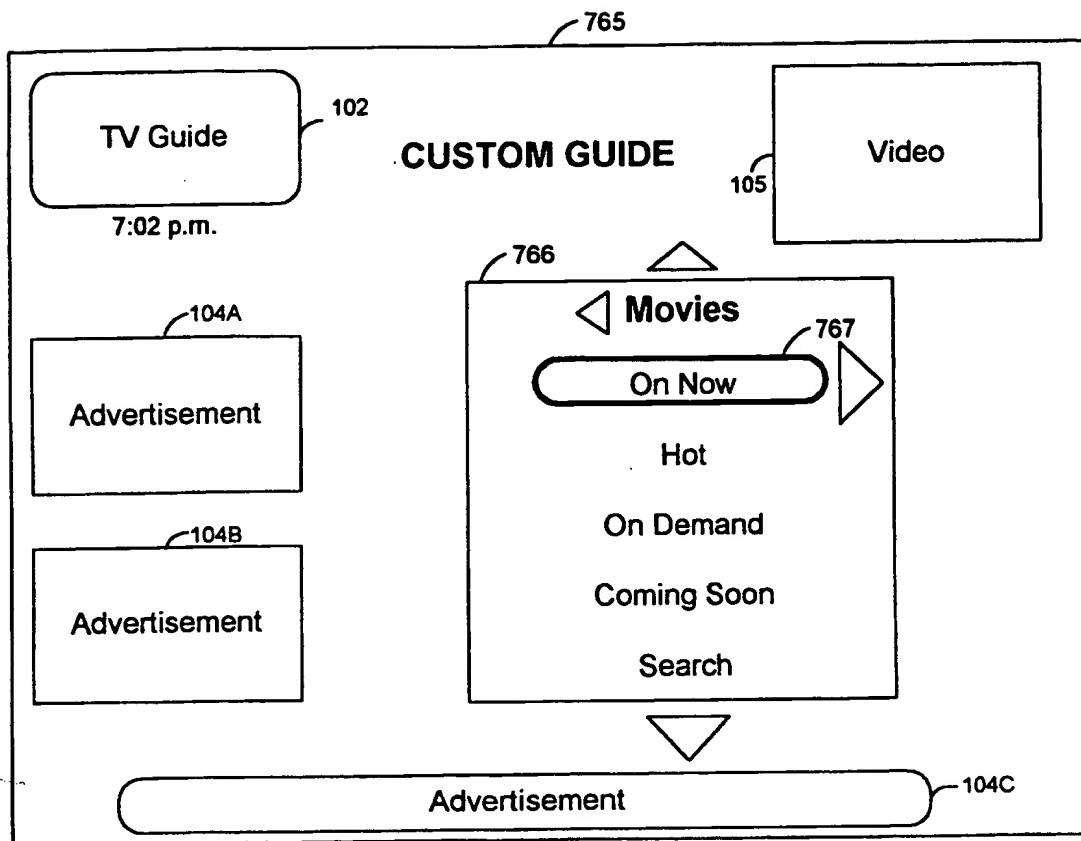 765
TV Guide
102
CUSTOM GUIDE
Video
105
7:02 p.m.
766
Movies
767
On Now
Hot
On Demand
Coming Soon
Search
104A
Advertisement
104B
Advertisement
Advertisement
104C